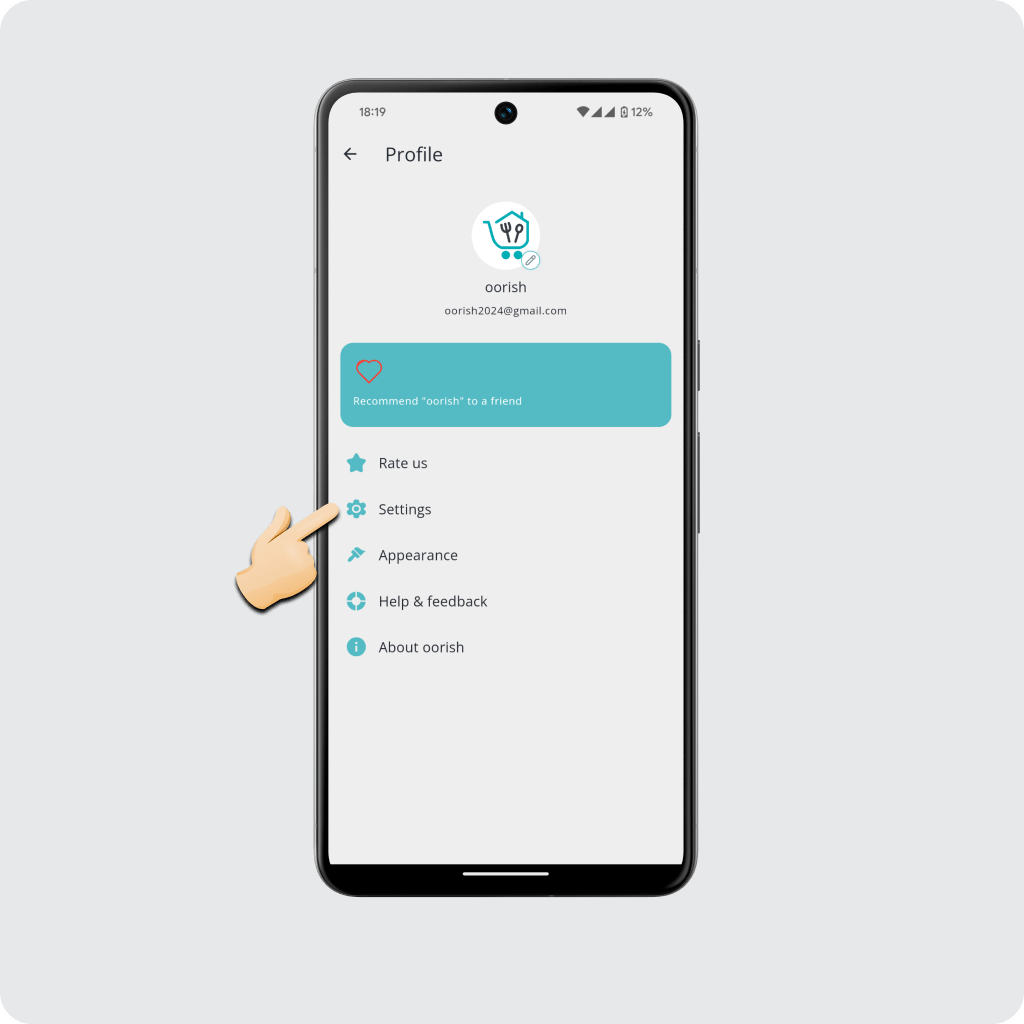 18:19 12%
Profile
oorish
oorish2024@gmail.com
Recommend "oorish" to a friend
Rate us
Settings
Appearance
Help & feedback
About oorish